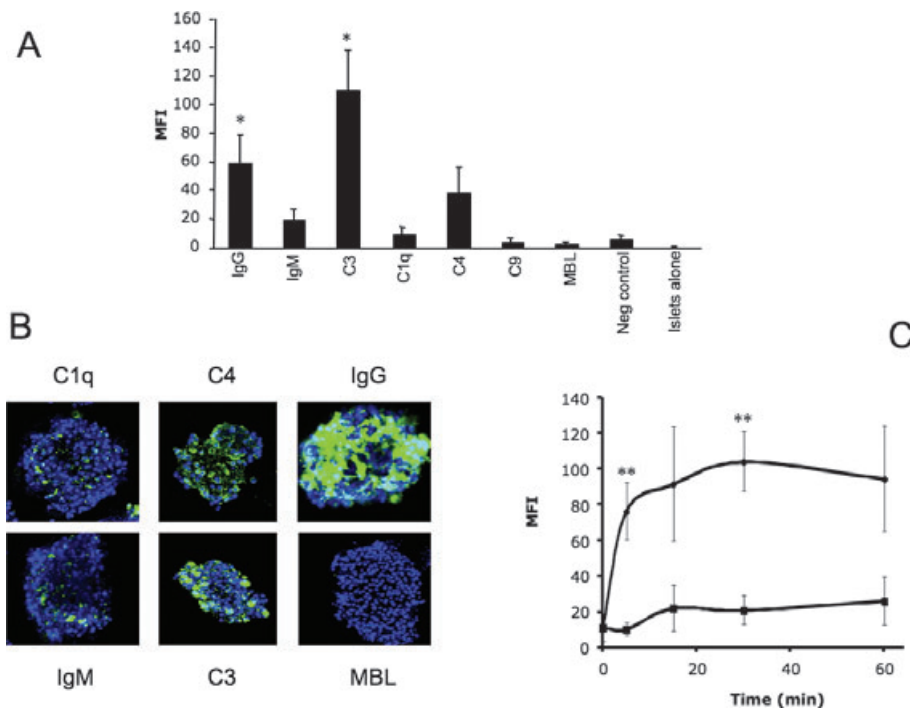 A
MFI
160
140
120
100
80
60
40
20
0
*
*
IgG
IgM
C3
C1q
C4
C9
MBL
Neg control
Islets alone
B
C1q C4 IgG
IgM C3 MBL
C
MFI
140
120
100
80
60
40
20
0
**
**
0 20 40 60
Time (min)